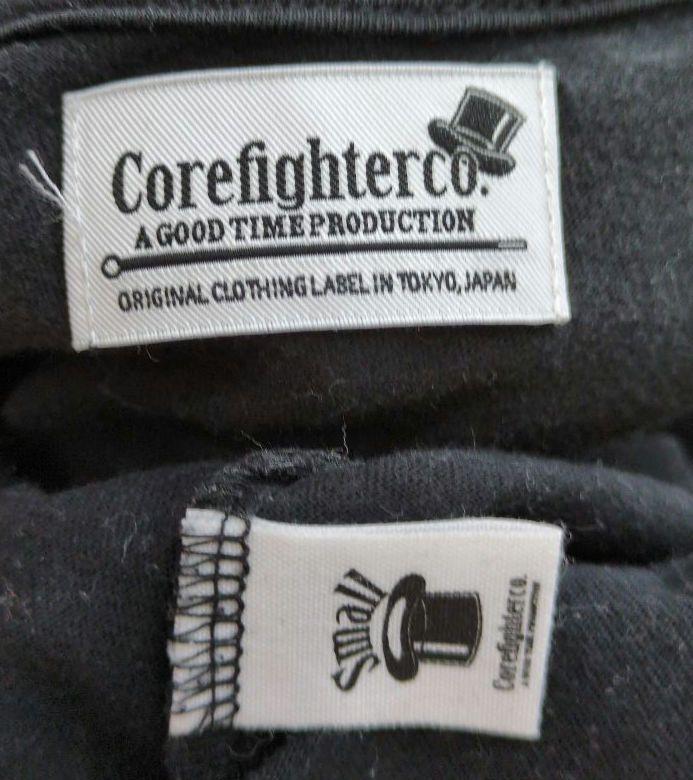 Corefighterco.
A GOOD TIME PRODUCTION
ORIGINAL CLOTHING LABEL IN TOKYO, JAPAN
Small
Corefighterco.